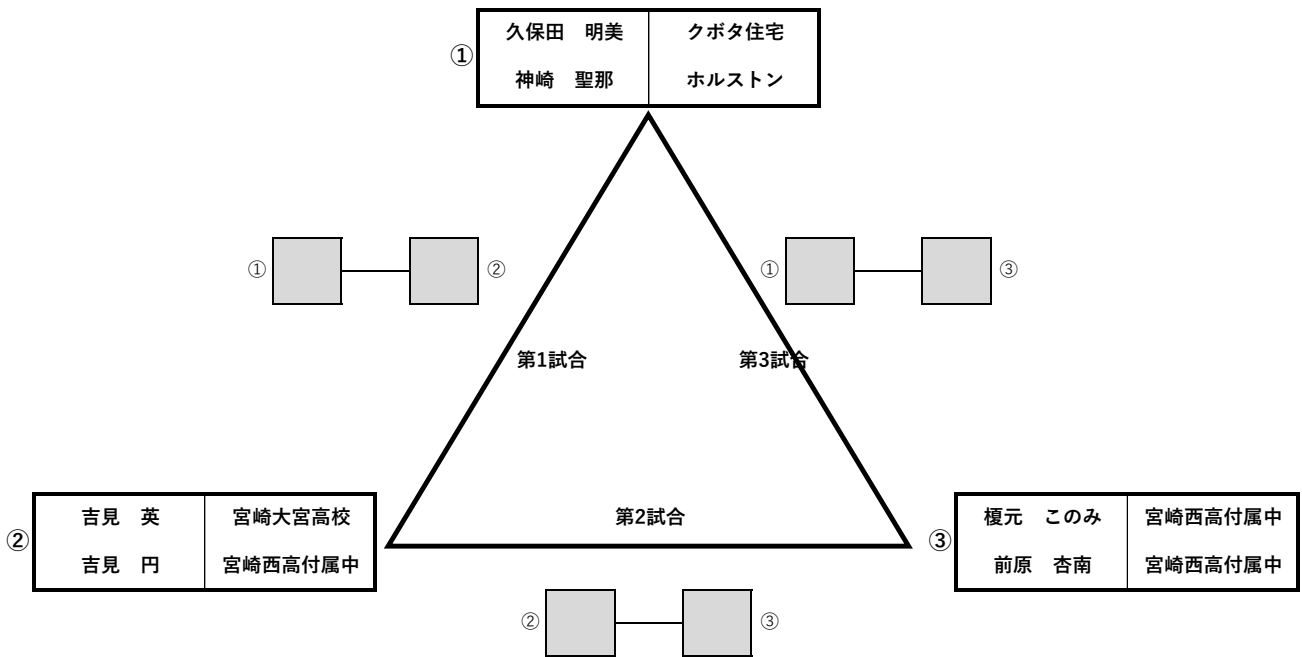 ① 久保田　明美 クボタ住宅
神崎　聖那 ホルストン
① ②
① ③
第1試合
第3試合
② 吉見　英 宮崎大宮高校
吉見　円 宮崎西高付属中
第2試合
③ 榎元　このみ 宮崎西高付属中
前原　杏南 宮崎西高付属中
② ③